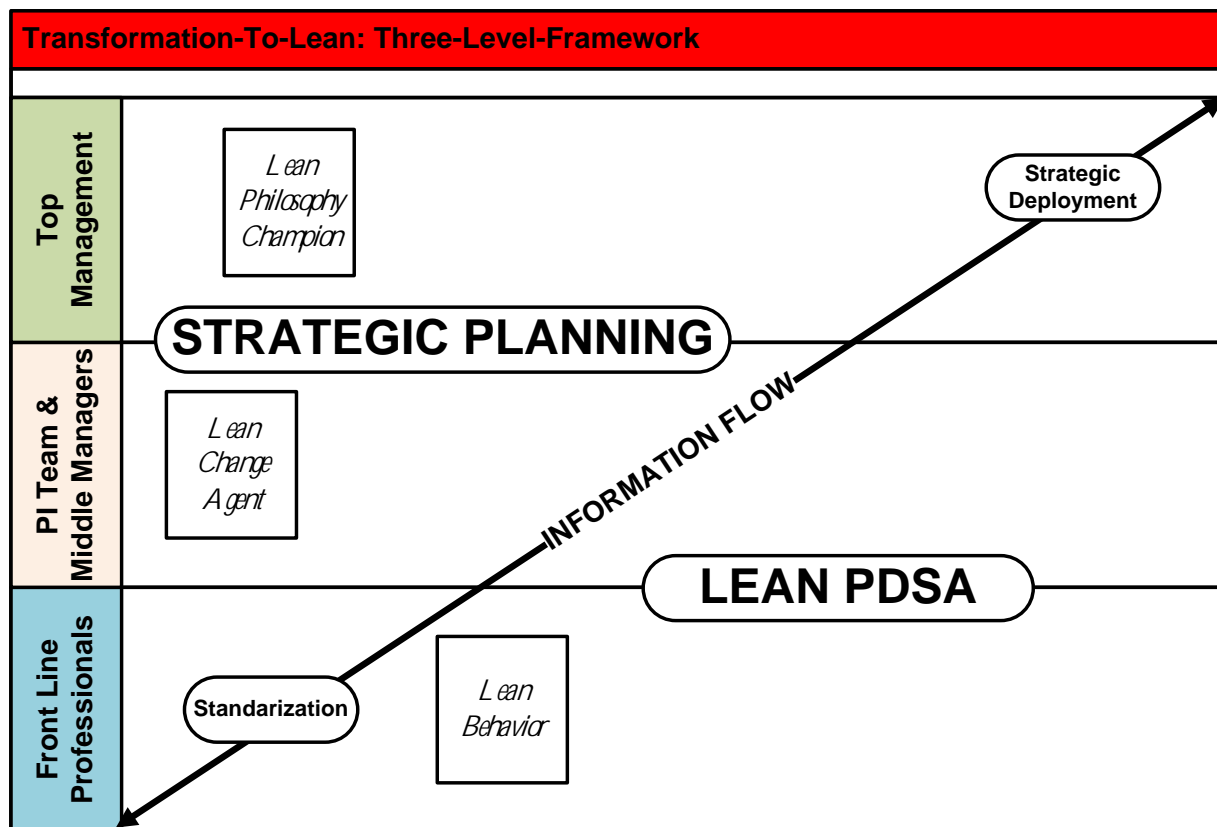 Transformation-To-Lean: Three-Level-Framework
Top
Management
Lean
Philosophy
Champion
Strategic
Deployment
STRATEGIC PLANNING
PI Team &
Middle Managers
Lean
Change
Agent
INFORMATION FLOW
LEAN PDSA
Front Line
Professionals
Standarization
Lean
Behavior